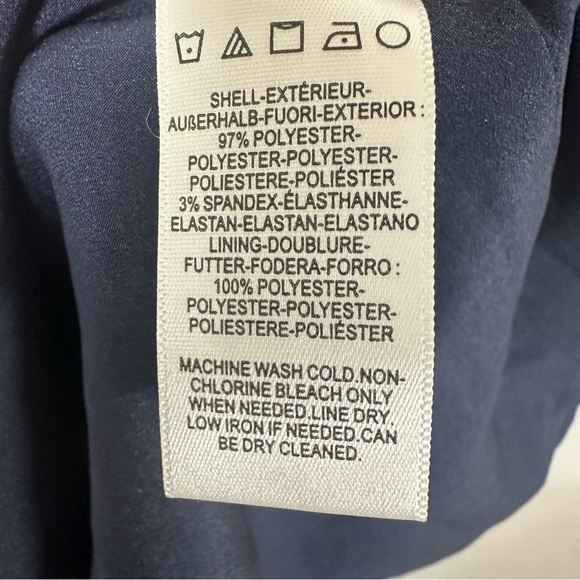 SHELL-EXTÉRIEUR-
AUßERHALB-FUORI-EXTERIOR :
97% POLYESTER-
POLYESTER-POLYESTER-
POLIESTERE-POLIÉSTER
3% SPANDEX-ÉLASTHANNE-
ELASTAN-ELASTAN-ELASTANO
LINING-DOUBLURE-
FUTTER-FODERA-FORRO :
100% POLYESTER-
POLYESTER-POLYESTER-
POLIESTERE-POLIÉSTER
MACHINE WASH COLD.NON-
CHLORINE BLEACH ONLY
WHEN NEEDED.LINE DRY.
LOW IRON IF NEEDED.CAN
BE DRY CLEANED.